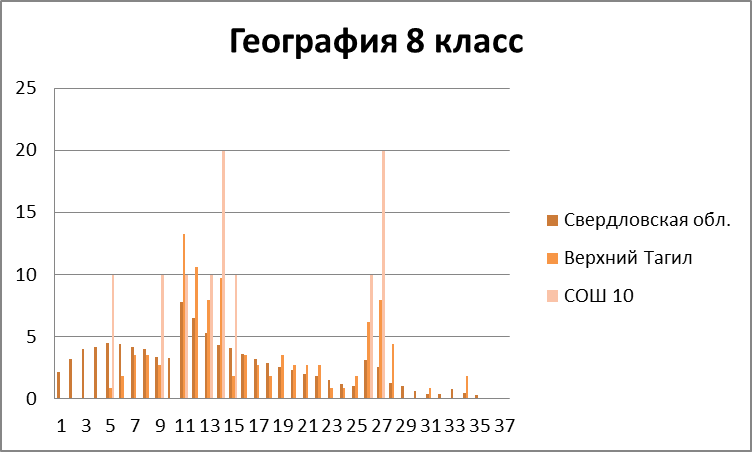 География 8 класс
25
20
15
10
5
0
1 3 5 7 9 11 13 15 17 19 21 23 25 27 29 31 33 35 37
Свердловская обл.
Верхний Тагил
СОШ 10